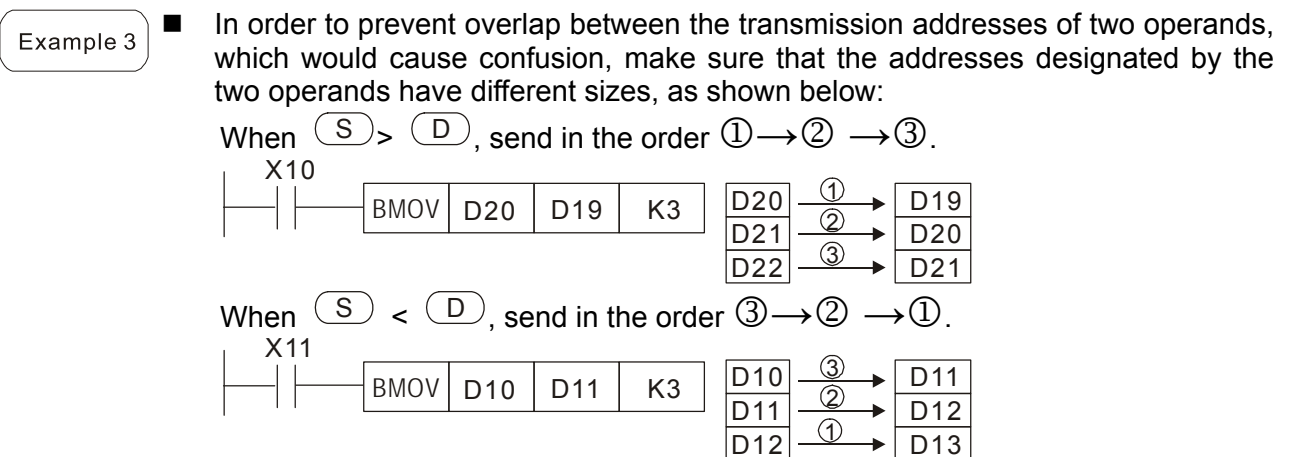 Example 3
■ In order to prevent overlap between the transmission addresses of two operands,
which would cause confusion, make sure that the addresses designated by the
two operands have different sizes, as shown below:
When S > D, send in the order ①→② →③.
X10
BMOV D20 D19 K3
D20 ① D19
D21 ② D20
D22 ③ D21
When S < D, send in the order ③→② →①.
X11
BMOV D10 D11 K3
D10 ③ D11
D11 ② D12
D12 ① D13